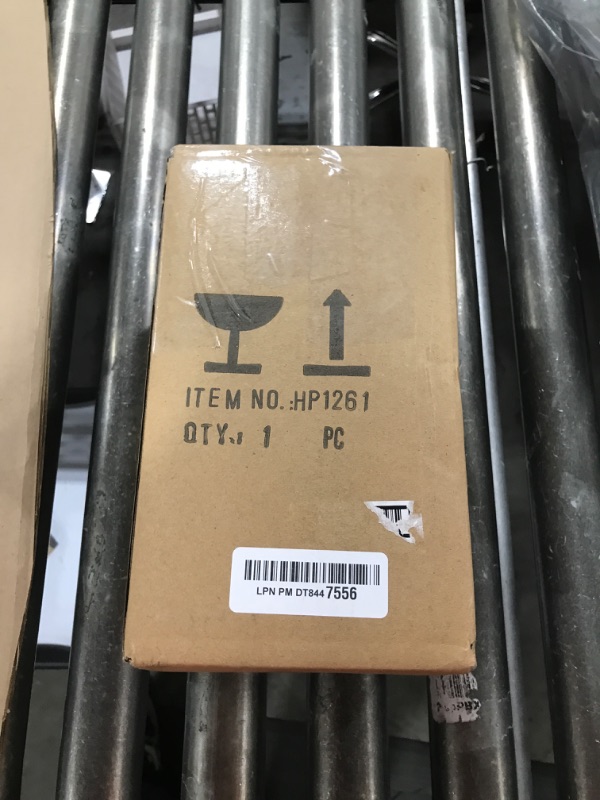 ITEM NO.:HP1261
QTY.: 1 PC
LPN PM DT8447556